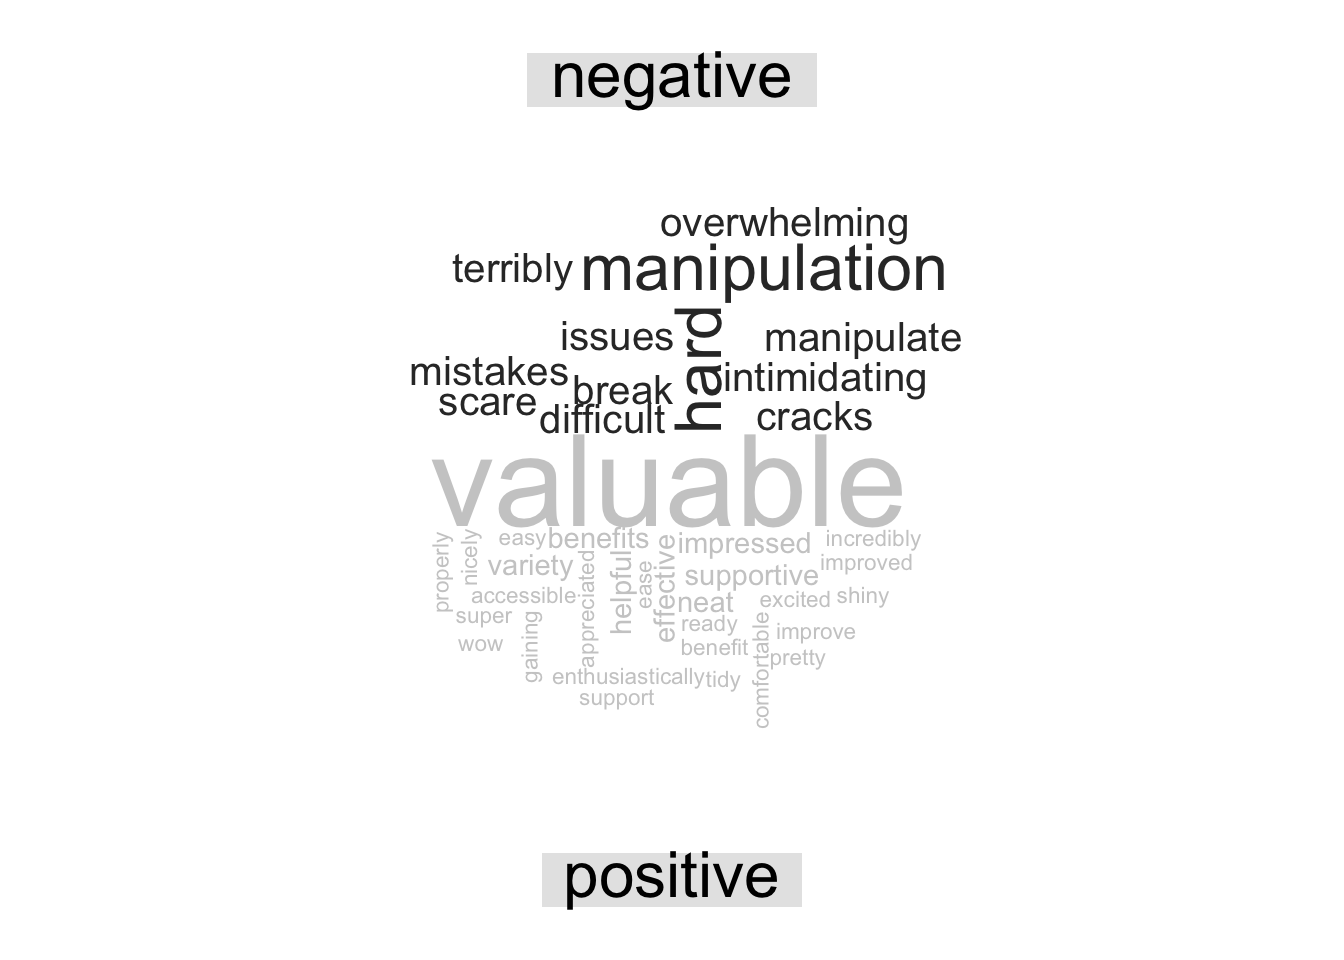 negative
overwhelming
terribly manipulation
issues hard manipulate
mistakes break intimidating
scare difficult cracks
valuable
properly nicely easy benefits impressed incredibly
variety appreciated helpful ease effective supportive improved
accessible neat excited shiny
super gaining ready comfortable improve
wow benefit pretty
enthusiastically tidy
support
positive